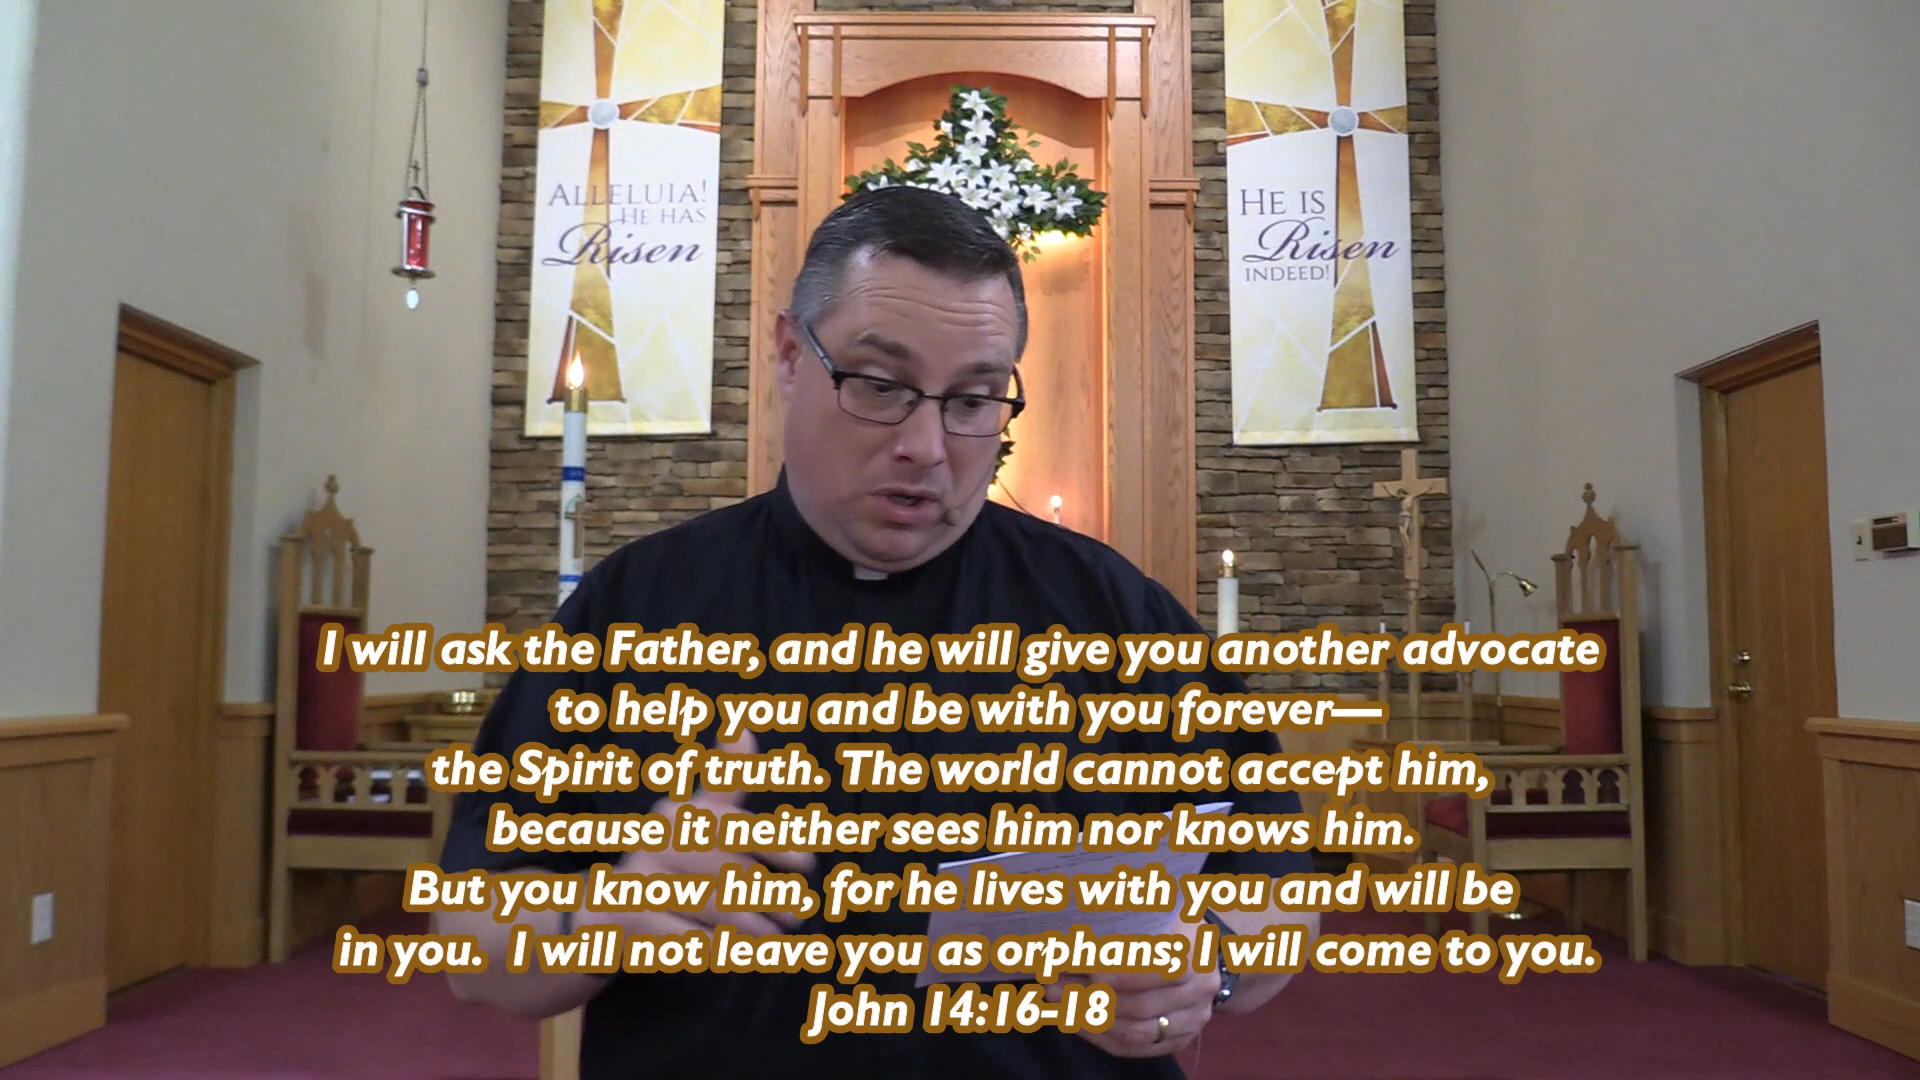 ALLELUIA!
HE HAS
Risen
HE IS
Risen
INDEED!
I will ask the Father, and he will give you another advocate
to help you and be with you forever—
the Spirit of truth. The world cannot accept him,
because it neither sees him nor knows him.
But you know him, for he lives with you and will be
in you. I will not leave you as orphans; I will come to you.
John 14:16-18